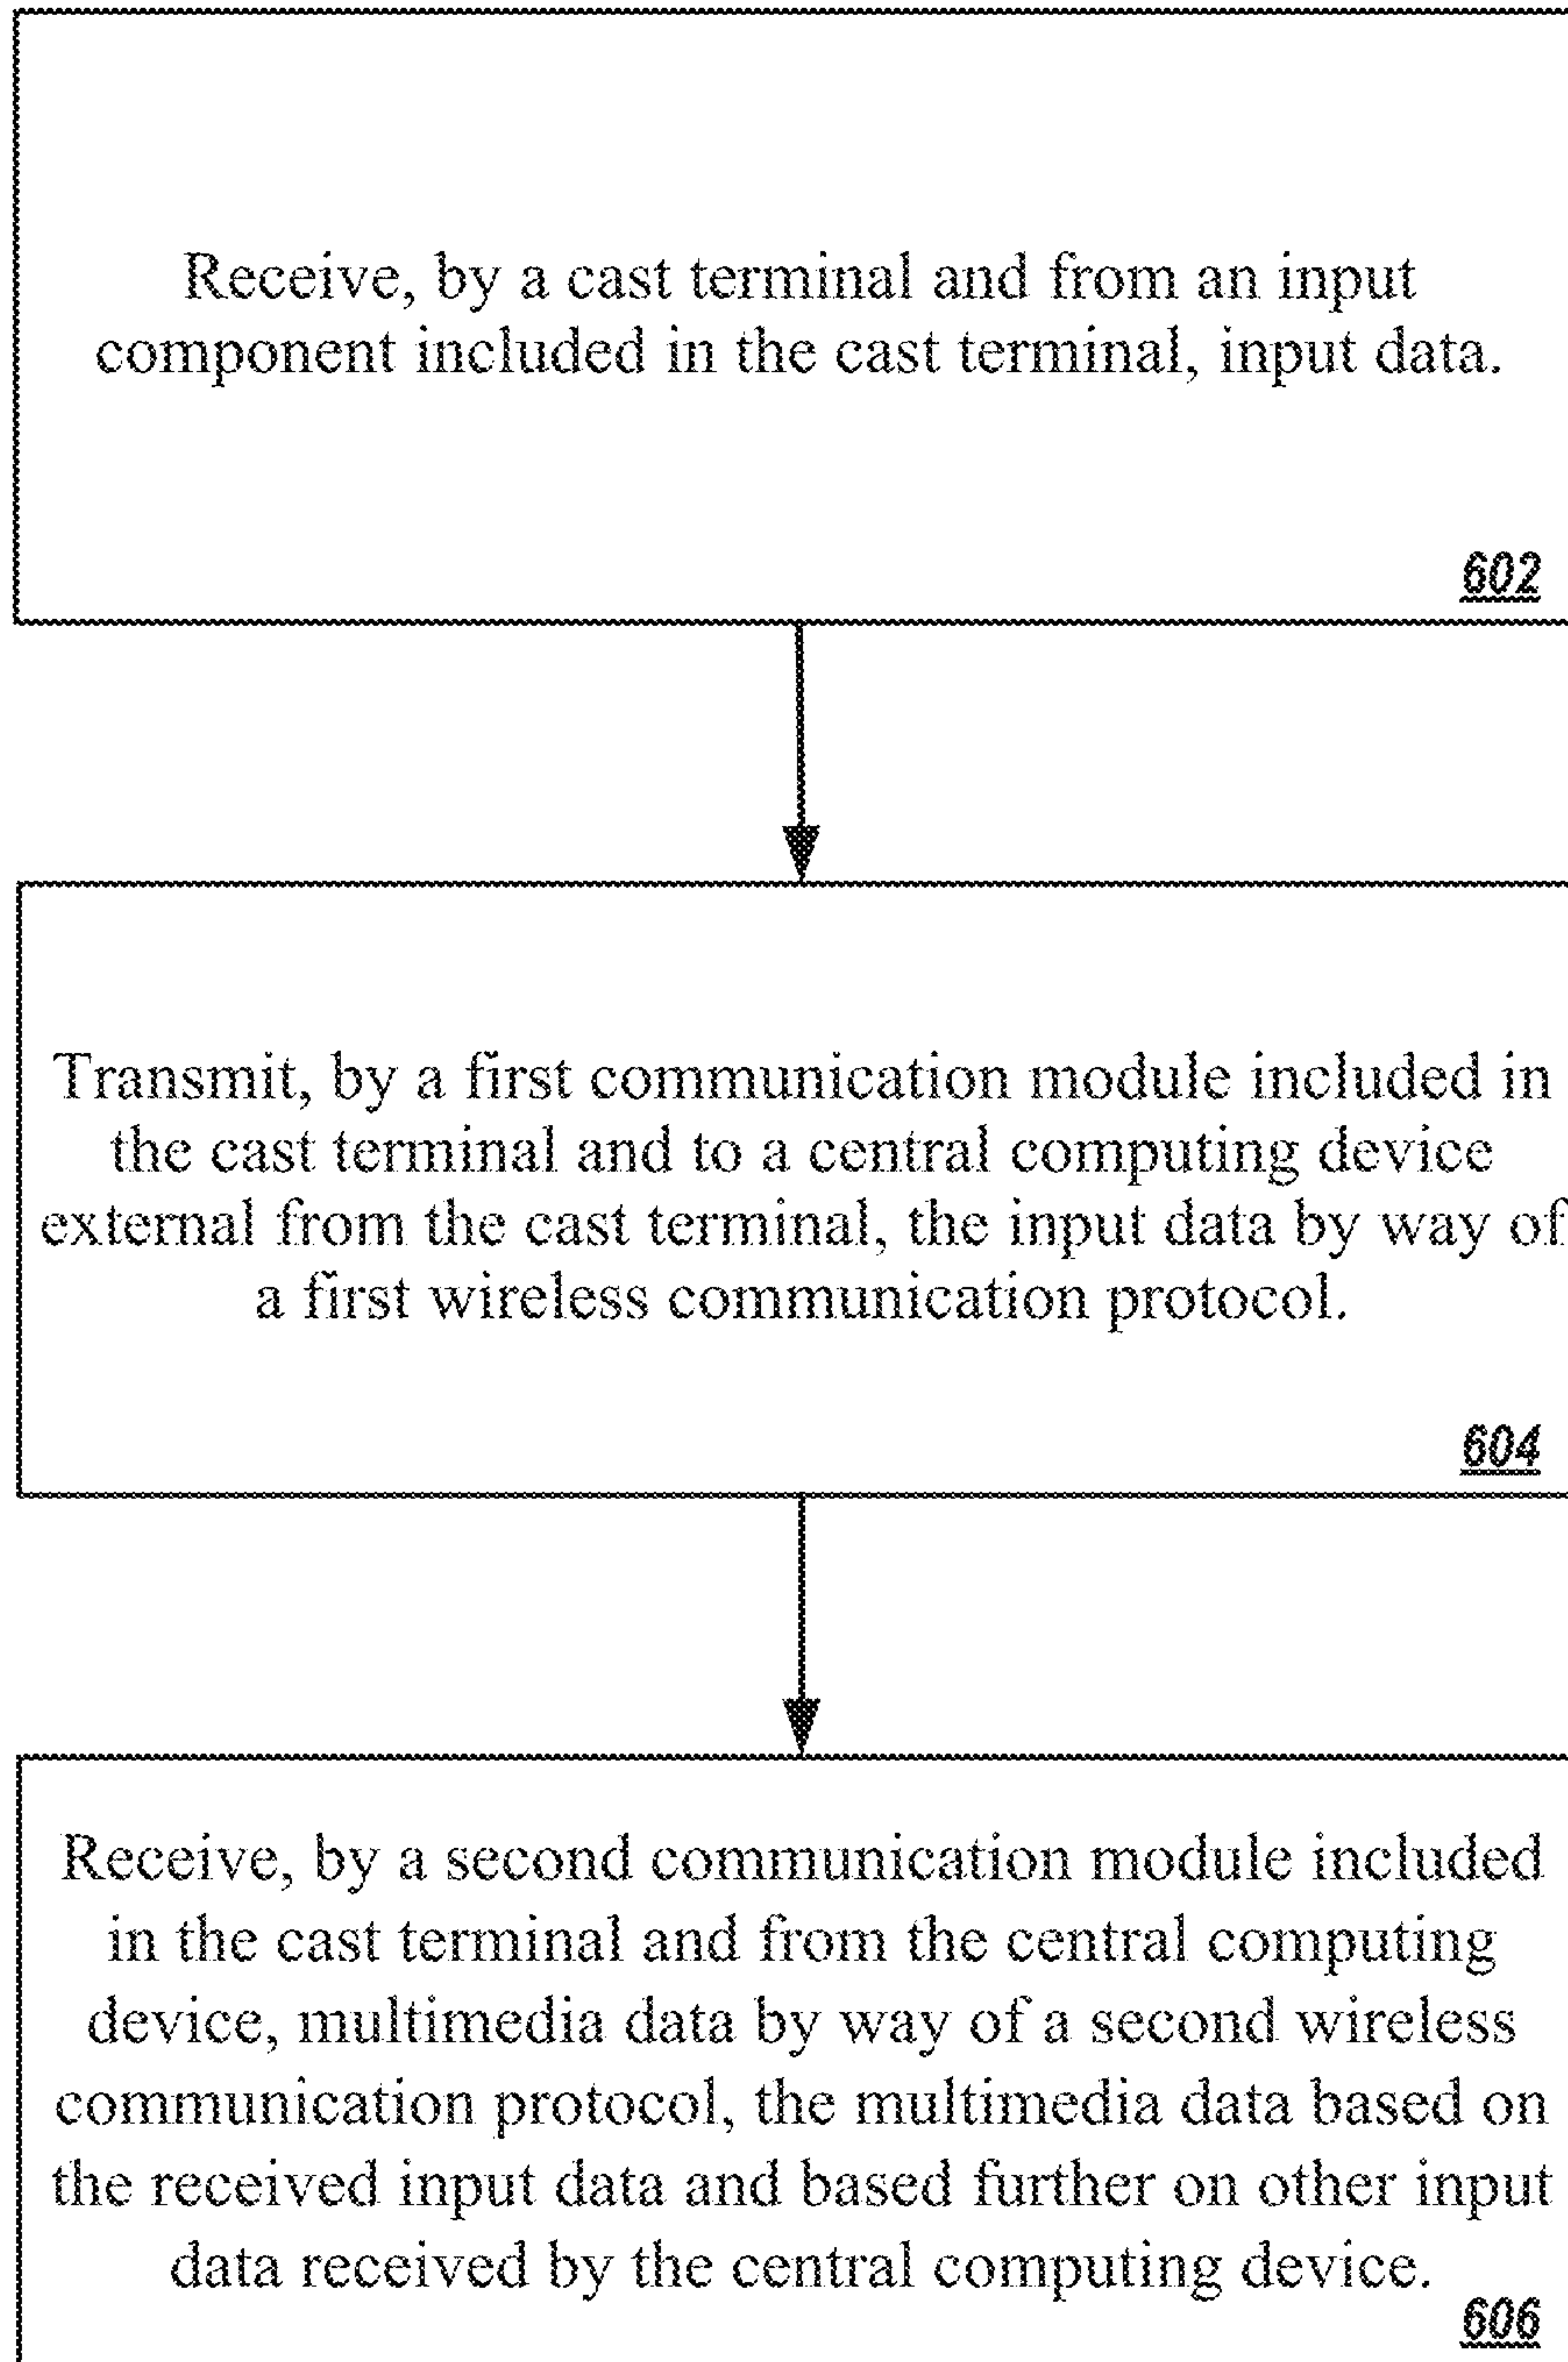 Receive, by a cast terminal and from an input
component included in the cast terminal, input data.
602
Transmit, by a first communication module included in
the cast terminal and to a central computing device
external from the cast terminal, the input data by way of
a first wireless communication protocol.
604
Receive, by a second communication module included
in the cast terminal and from the central computing
device, multimedia data by way of a second wireless
communication protocol, the multimedia data based on
the received input data and based further on other input
data received by the central computing device.
606